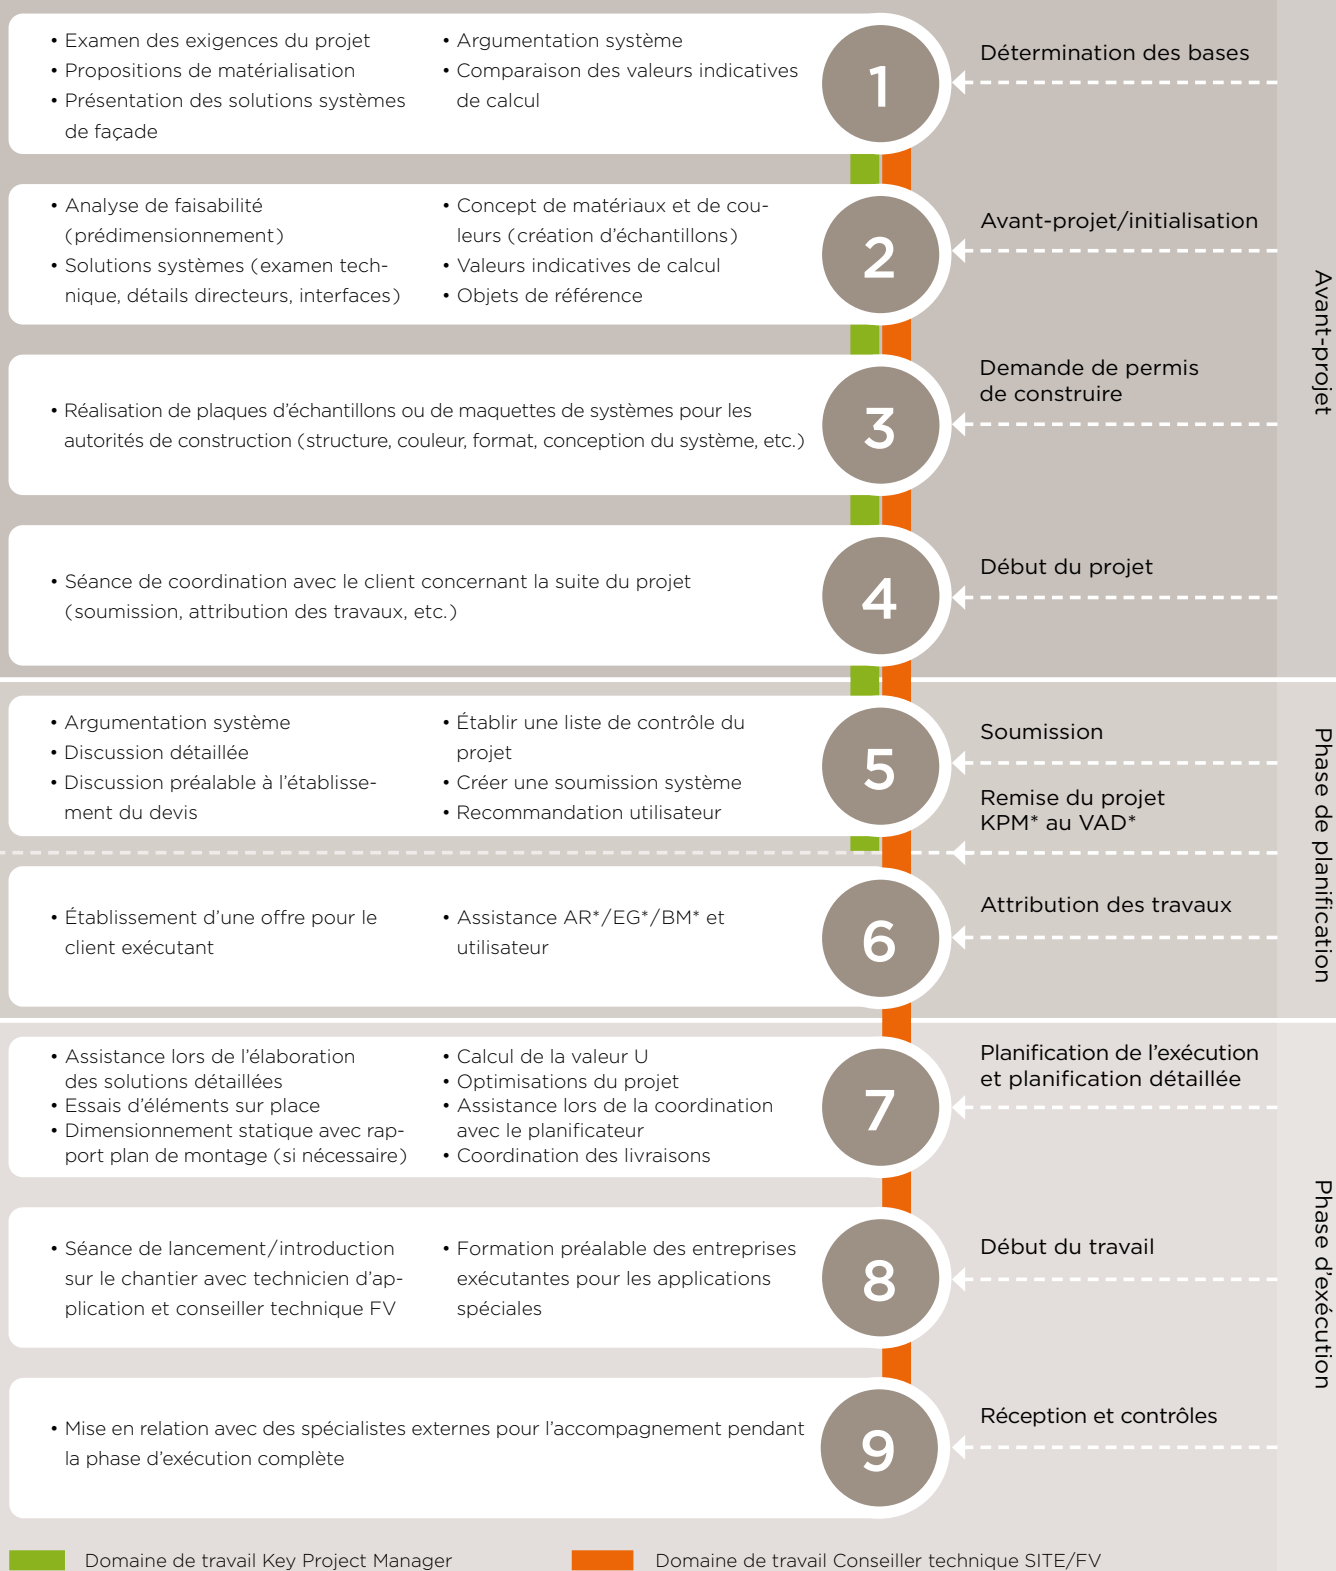 • Examen des exigences du projet
• Propositions de matérialisation
• Présentation des solutions systèmes
de façade
• Argumentation système
• Comparaison des valeurs indicatives
de calcul
1
Détermination des bases
• Analyse de faisabilité
(prédimensionnement)
• Solutions systèmes (examen tech-
nique, détails directeurs, interfaces)
• Concept de matériaux et de cou-
leurs (création d’échantillons)
• Valeurs indicatives de calcul
• Objets de référence
2
Avant-projet/initialisation
• Réalisation de plaques d’échantillons ou de maquettes de systèmes pour les
autorités de construction (structure, couleur, format, conception du système, etc.)
3
Demande de permis
de construire
• Séance de coordination avec le client concernant la suite du projet
(soumission, attribution des travaux, etc.)
4
Début du projet
Avant-projet
• Argumentation système
• Discussion détaillée
• Discussion préalable à l’établisse-
ment du devis
• Établir une liste de contrôle du
projet
• Créer une soumission système
• Recommandation utilisateur
5
Soumission
Remise du projet
KPM* au VAD*
• Établissement d’une offre pour le
client exécutant
• Assistance AR*/EG*/BM* et
utilisateur
6
Attribution des travaux
Phase de planification
• Assistance lors de l’élaboration
des solutions détaillées
• Essais d’éléments sur place
• Dimensionnement statique avec rap-
port plan de montage (si nécessaire)
• Calcul de la valeur U
• Optimisations du projet
• Assistance lors de la coordination
avec le planificateur
• Coordination des livraisons
7
Planification de l’exécution
et planification détaillée
• Séance de lancement/introduction
sur le chantier avec technicien d’ap-
plication et conseiller technique FV
• Formation préalable des entreprises
exécutantes pour les applications
spéciales
8
Début du travail
• Mise en relation avec des spécialistes externes pour l’accompagnement pendant
la phase d’exécution complète
9
Réception et contrôles
Phase d’exécution
Domaine de travail Key Project Manager
Domaine de travail Conseiller technique SITE/FV